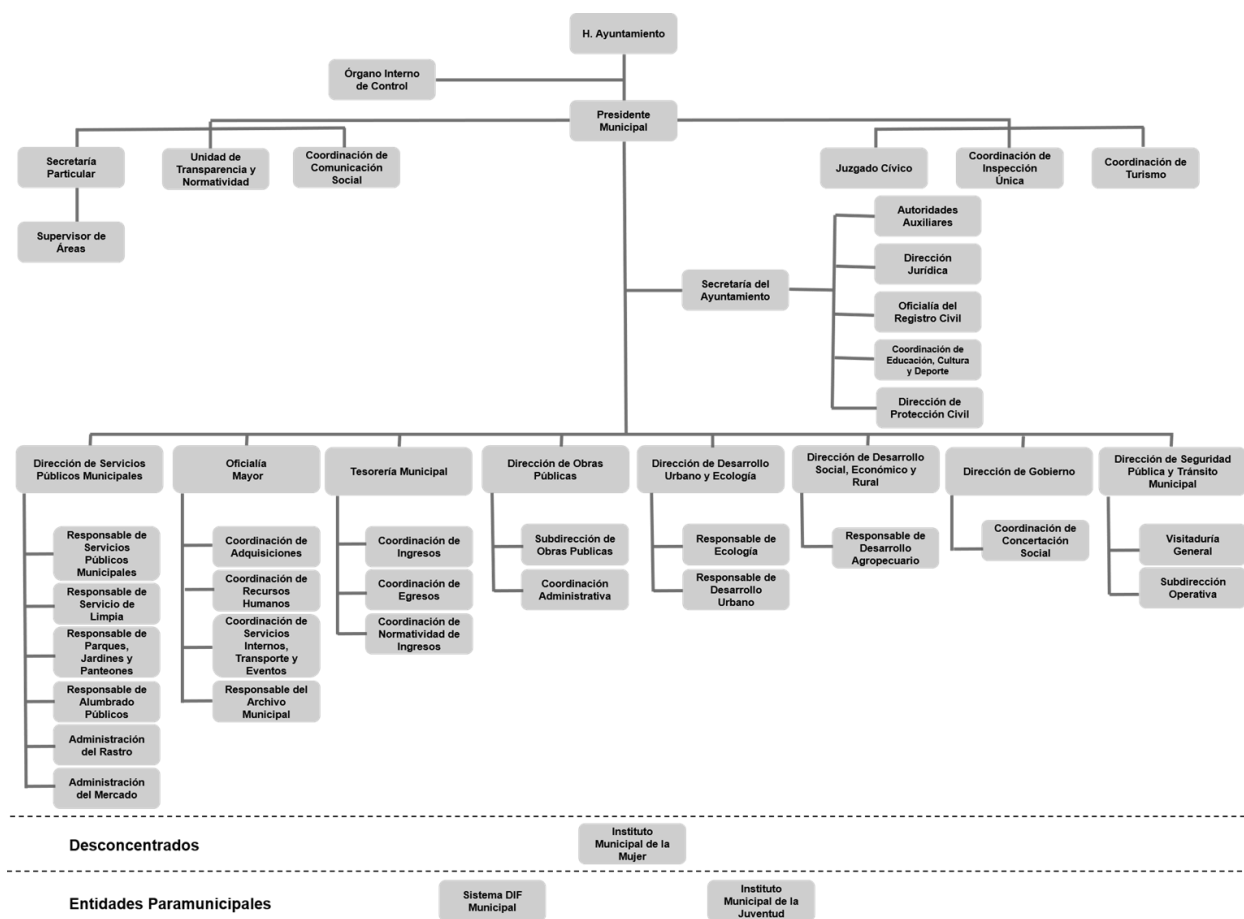 H. Ayuntamiento
Órgano Interno
de Control
Presidente
Municipal
Secretaría
Particular
Unidad de
Transparencia y
Normatividad
Coordinación de
Comunicación
Social
Juzgado Cívico
Coordinación de
Inspección
Única
Coordinación de
Turismo
Supervisor de
Áreas
Autoridades
Auxiliares
Dirección
Jurídica
Secretaría del
Ayuntamiento
Oficialía del
Registro Civil
Coordinación de
Educación, Cultura
y Deporte
Dirección de
Protección Civil
Dirección de Servicios
Públicos Municipales
Oficialía
Mayor
Tesorería Municipal
Dirección de Obras
Públicas
Dirección de Desarrollo
Urbano y Ecología
Dirección de Desarrollo
Social, Económico y
Rural
Dirección de Gobierno
Dirección de Seguridad
Pública y Tránsito
Municipal
Responsable de
Servicios
Públicos
Municipales
Responsable de
Servicio de
Limpia
Responsable de
Parques,
Jardines y
Panteones
Responsable de
Alumbrado
Públicos
Administración
del Rastro
Administración
del Mercado
Coordinación de
Adquisiciones
Coordinación de
Recursos
Humanos
Coordinación de
Servicios
Internos,
Transporte y
Eventos
Responsable del
Archivo
Municipal
Coordinación de
Ingresos
Coordinación de
Egresos
Coordinación de
Normatividad de
Ingresos
Subdirección de
Obras Publicas
Coordinación
Administrativa
Responsable de
Ecología
Responsable de
Desarrollo
Urbano
Responsable de
Desarrollo
Agropecuario
Coordinación de
Concertación
Social
Visitaduría
General
Subdirección
Operativa
Desconcentrados
Instituto
Municipal de la
Mujer
Entidades Paramunicipales
Sistema DIF
Municipal
Instituto
Municipal de la
Juventud